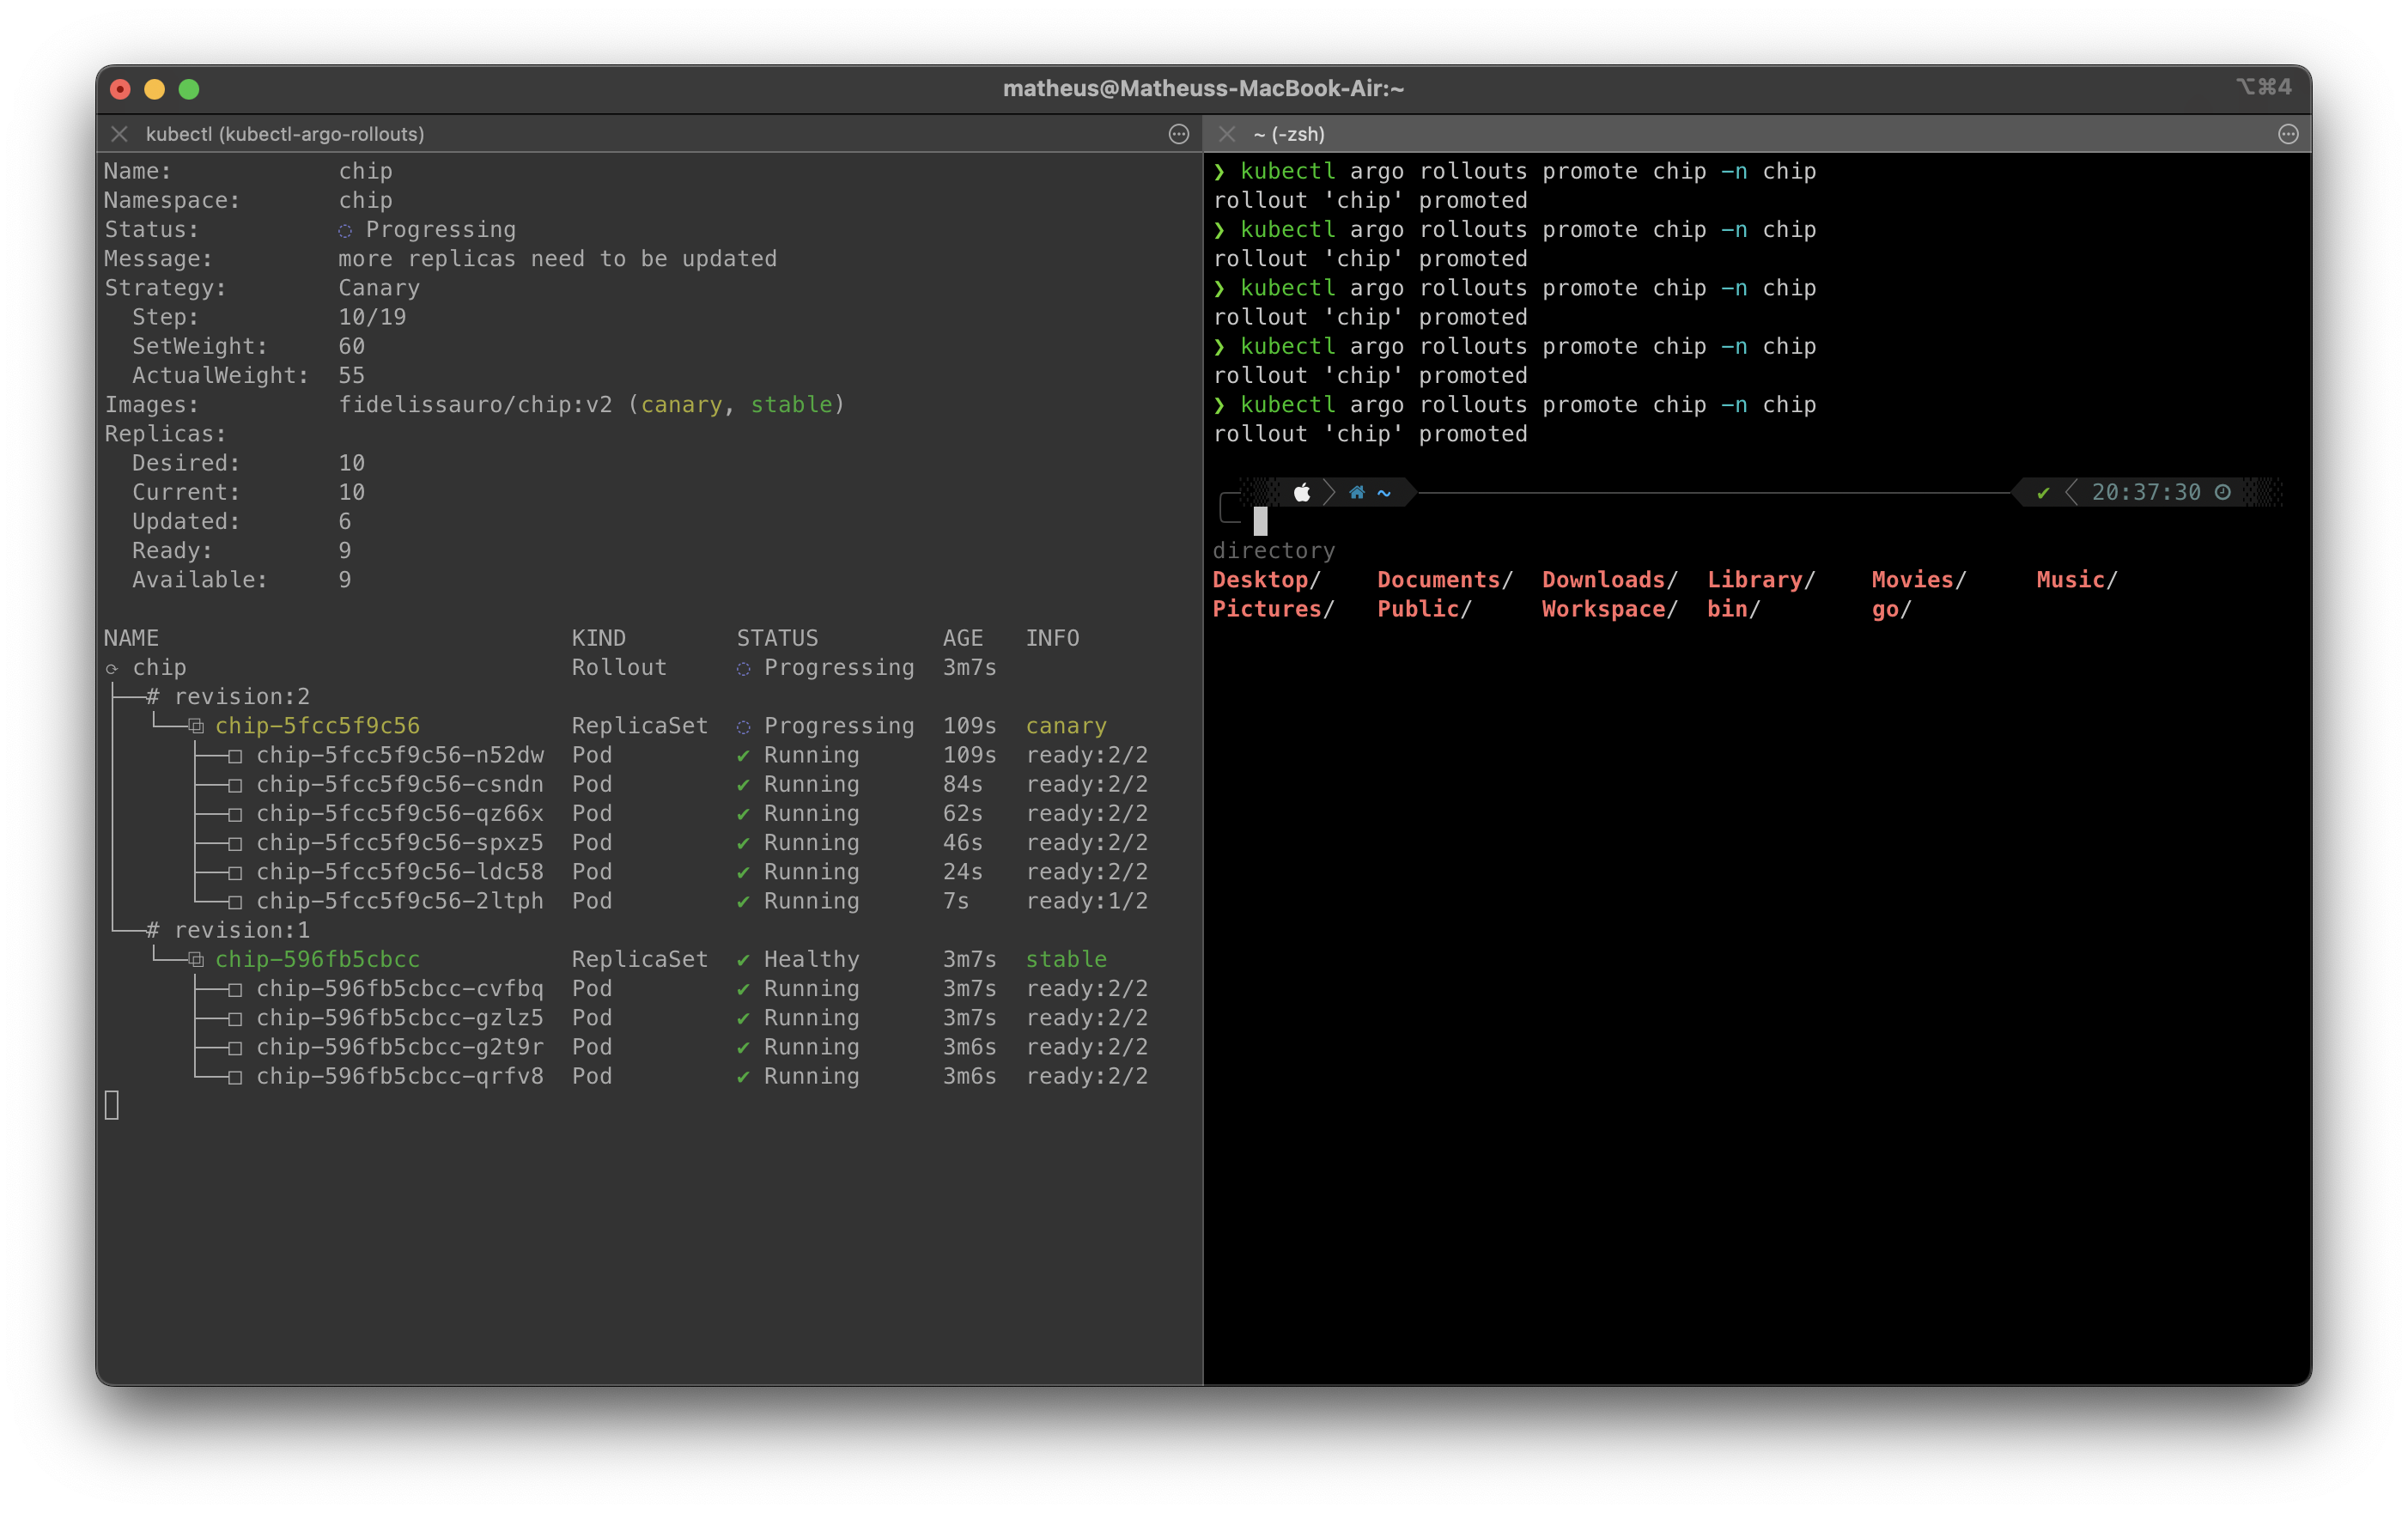 matheus@Matheuss-MacBook-Air:~
⌥⌘4
kubectl (kubectl-argo-rollouts)
Name: chip
Namespace: chip
Status: ◌ Progressing
Message: more replicas need to be updated
Strategy: Canary
Step: 10/19
SetWeight: 60
ActualWeight: 55
Images: fidelissauro/chip:v2 (canary, stable)
Replicas:
Desired: 10
Current: 10
Updated: 6
Ready: 9
Available: 9
NAME KIND STATUS AGE INFO
⟳ chip Rollout ◌ Progressing 3m7s
├──# revision:2
│  └──⧉ chip-5fcc5f9c56 ReplicaSet ◌ Progressing 109s canary
│     ├──□ chip-5fcc5f9c56-n52dw Pod ✔ Running 109s ready:2/2
│     ├──□ chip-5fcc5f9c56-csndn Pod ✔ Running 84s ready:2/2
│     ├──□ chip-5fcc5f9c56-qz66x Pod ✔ Running 62s ready:2/2
│     ├──□ chip-5fcc5f9c56-spxz5 Pod ✔ Running 46s ready:2/2
│     ├──□ chip-5fcc5f9c56-ldc58 Pod ✔ Running 24s ready:2/2
│     └──□ chip-5fcc5f9c56-2ltph Pod ✔ Running 7s ready:1/2
└──# revision:1
   └──⧉ chip-596fb5cbcc ReplicaSet ✔ Healthy 3m7s stable
      ├──□ chip-596fb5cbcc-cvfbq Pod ✔ Running 3m7s ready:2/2
      ├──□ chip-596fb5cbcc-gzlz5 Pod ✔ Running 3m7s ready:2/2
      ├──□ chip-596fb5cbcc-g2t9r Pod ✔ Running 3m6s ready:2/2
      └──□ chip-596fb5cbcc-qrfv8 Pod ✔ Running 3m6s ready:2/2
~ (-zsh)
❯ kubectl argo rollouts promote chip -n chip
rollout 'chip' promoted
❯ kubectl argo rollouts promote chip -n chip
rollout 'chip' promoted
❯ kubectl argo rollouts promote chip -n chip
rollout 'chip' promoted
❯ kubectl argo rollouts promote chip -n chip
rollout 'chip' promoted
❯ kubectl argo rollouts promote chip -n chip
rollout 'chip' promoted
~ ✔ 20:37:30
directory
Desktop/ Documents/ Downloads/ Library/ Movies/ Music/
Pictures/ Public/ Workspace/ bin/ go/